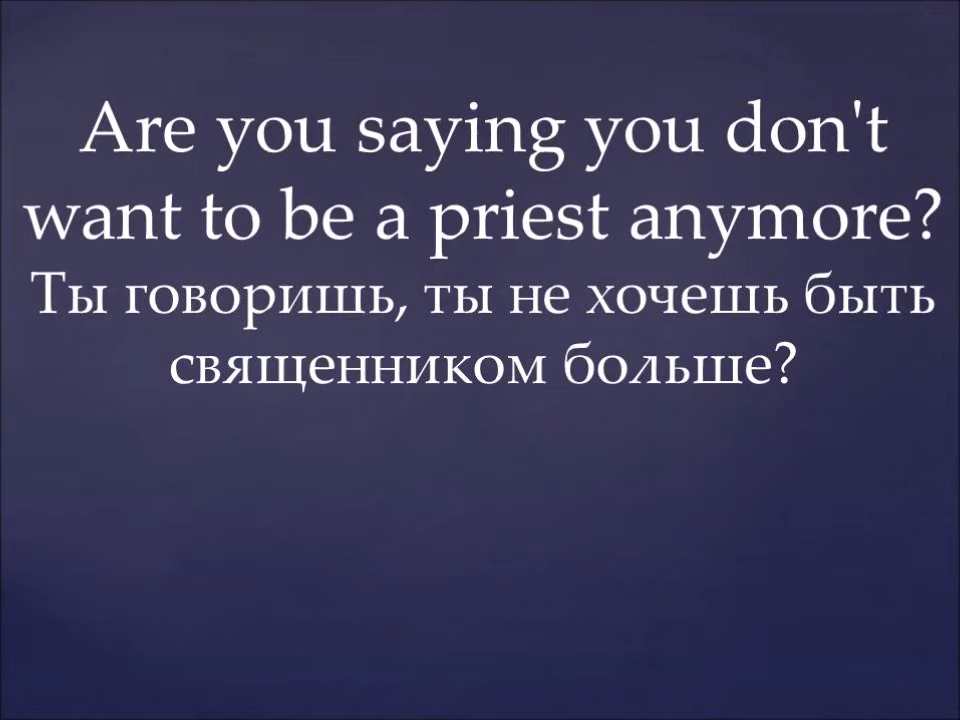 Are you saying you don't
want to be a priest anymore?
Ты говоришь, ты не хочешь быть
священником больше?